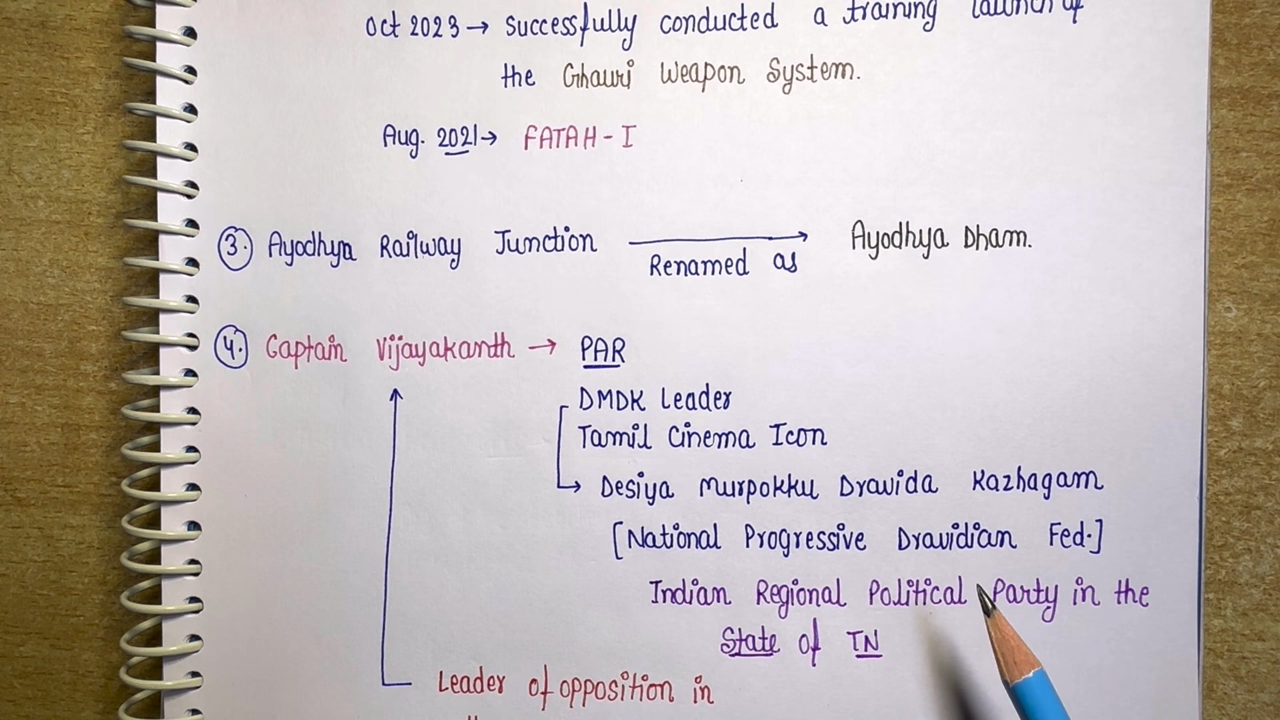 Oct 2023 → Successfully conducted a training launch of
the Ghauri Weapon System.
Aug. 2021 → FATAH - I
3. Ayodhya Railway Junction → Ayodhya Dham.
Renamed as
4. Captain Vijayakanth → PAR
DMDK Leader
Tamil Cinema Icon
→ Desiya Murpokku Dravida Kazhagam
[National Progressive Dravidian Fed.]
Indian Regional Political Party in the
State of TN
Leader of opposition in